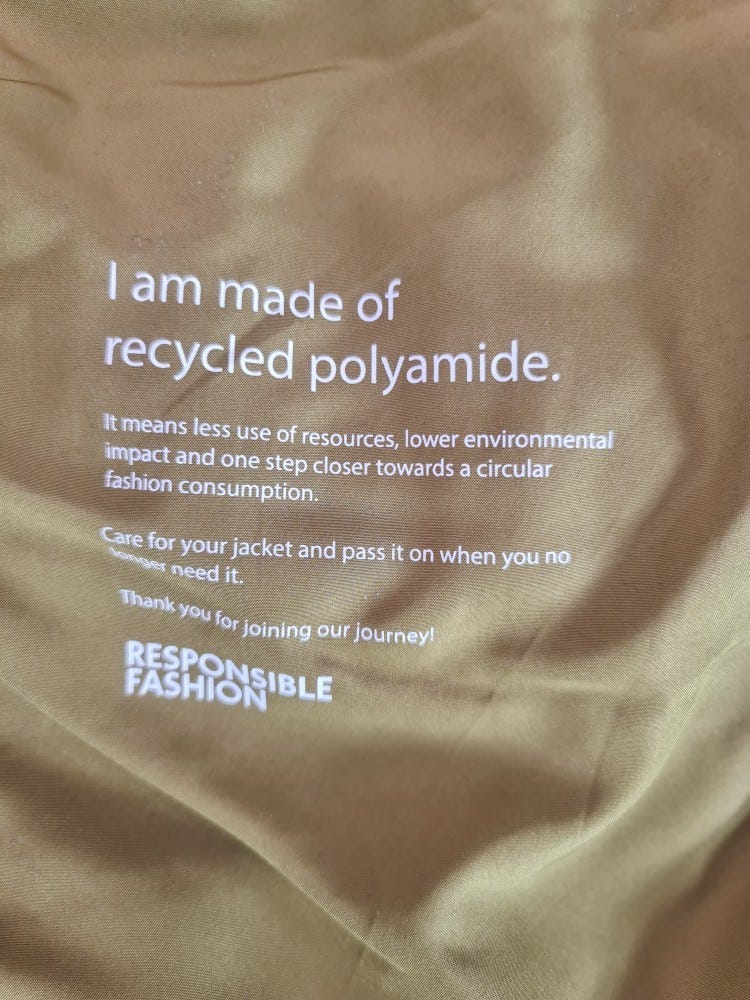 I am made of
recycled polyamide.
It means less use of resources, lower environmental
impact and one step closer towards a circular
fashion consumption.
Care for your jacket and pass it on when you no
longer need it.
Thank you for joining our journey!
RESPONSIBLE
FASHION